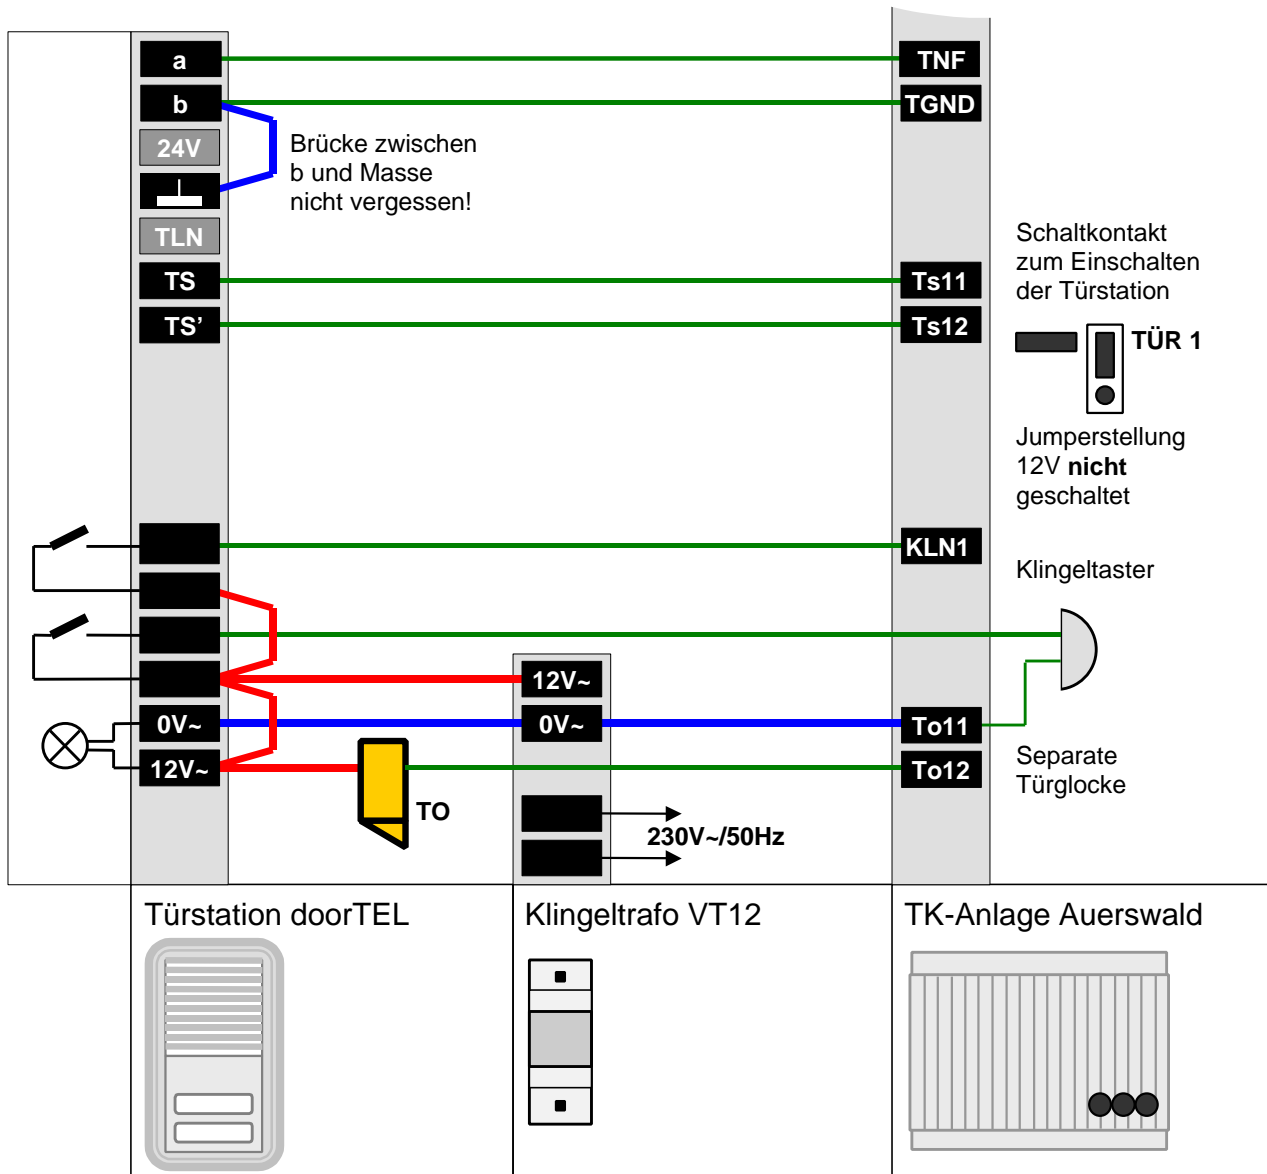 a
TNF
b
TGND
24V
Brücke zwischen
b und Masse
nicht vergessen!
TLN
TS
Ts11
TS’
Ts12
Schaltkontakt
zum Einschalten
der Türstation
TÜR 1
Jumperstellung
12V nicht
geschaltet
KLN1
Klingeltaster
12V~
0V~
0V~
To11
12V~
TO
To12
Separate
Türglocke
230V~/50Hz
Türstation doorTEL
Klingeltrafo VT12
TK-Anlage Auerswald